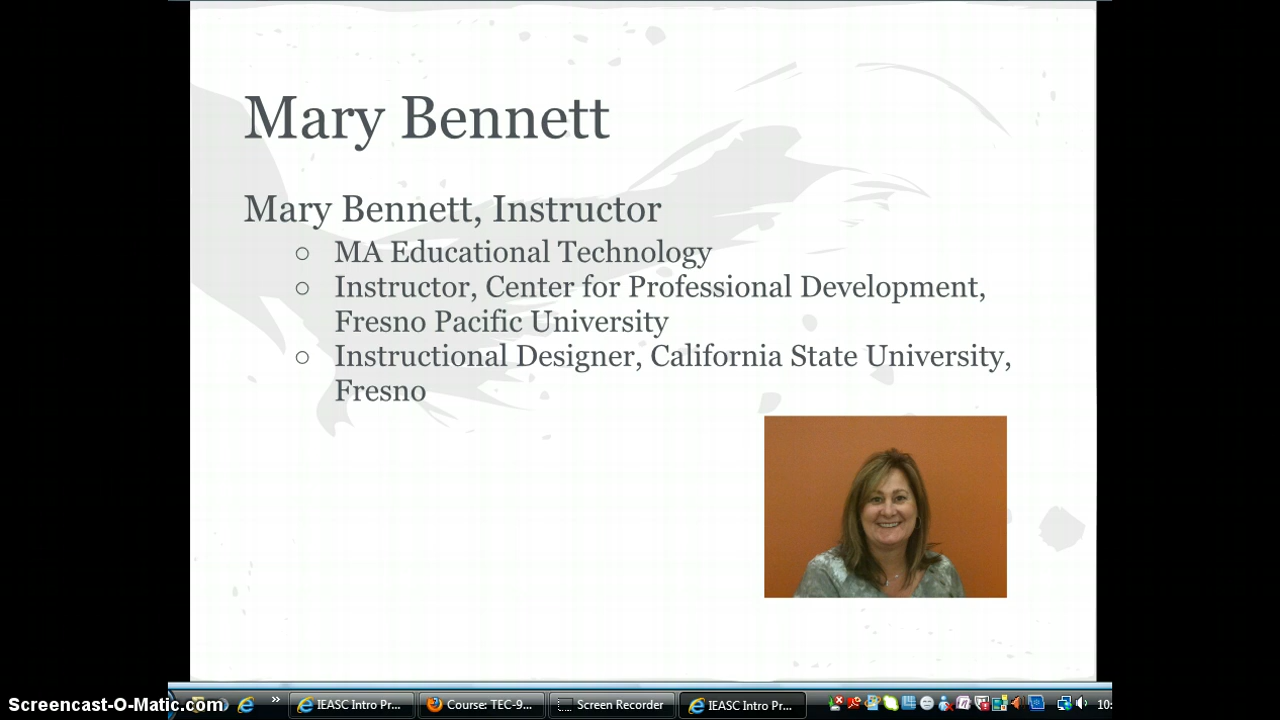 Mary Bennett
Mary Bennett, Instructor
○ MA Educational Technology
○ Instructor, Center for Professional Development,
Fresno Pacific University
○ Instructional Designer, California State University,
Fresno
Screencast-O-Matic.com
»
IEASC Intro Pr...
Course: TEC-9...
Screen Recorder
IEASC Intro Pr...
10: